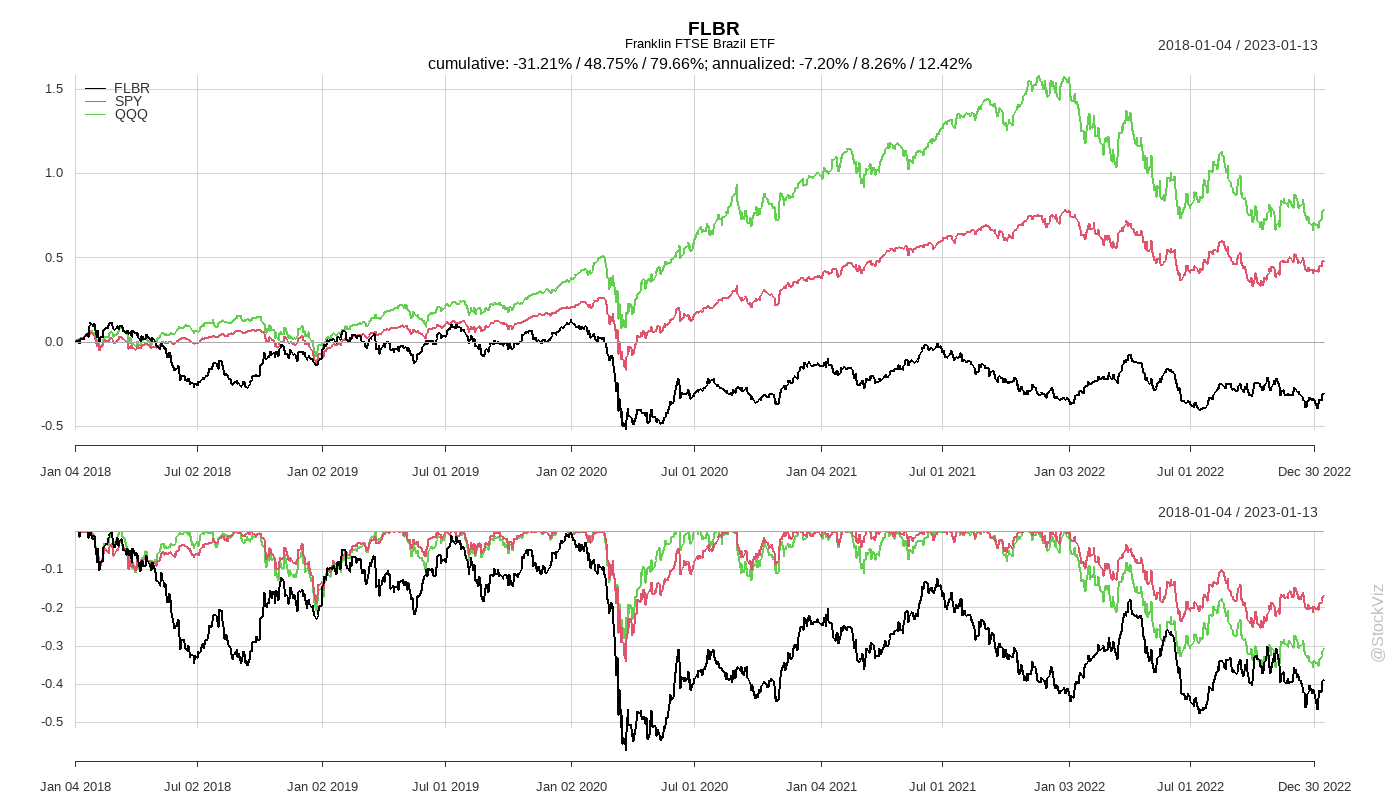 FLBR
Franklin FTSE Brazil ETF
2018-01-04 / 2023-01-13
cumulative: -31.21% / 48.75% / 79.66%; annualized: -7.20% / 8.26% / 12.42%
FLBR
SPY
QQQ
1.5
1.0
0.5
0.0
-0.5
Jan 04 2018 Jul 02 2018 Jan 02 2019 Jul 01 2019 Jan 02 2020 Jul 01 2020 Jan 04 2021 Jul 01 2021 Jan 03 2022 Jul 01 2022 Dec 30 2022
2018-01-04 / 2023-01-13
-0.1
-0.2
-0.3
-0.4
-0.5
Jan 04 2018 Jul 02 2018 Jan 02 2019 Jul 01 2019 Jan 02 2020 Jul 01 2020 Jan 04 2021 Jul 01 2021 Jan 03 2022 Jul 01 2022 Dec 30 2022
@StockViz